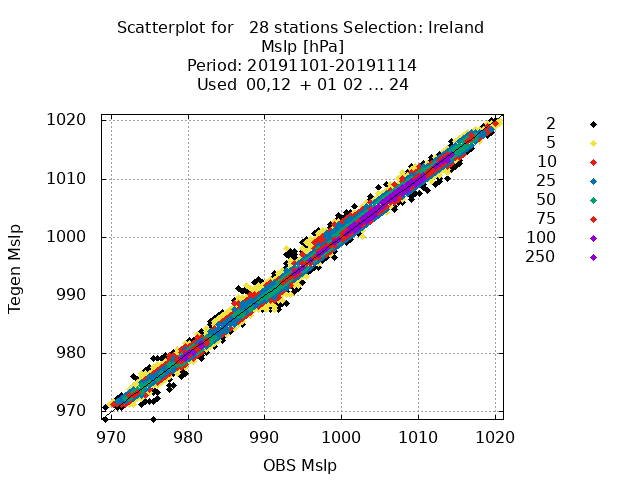 Scatterplot for   28 stations Selection: Ireland
Mslp [hPa]
Period: 20191101-20191114
Used  00,12  + 01 02 ... 24
1020
1010
1000
990
980
970
Tegen Mslp
970 980 990 1000 1010 1020
OBS Mslp
2
5
10
25
50
75
100
250